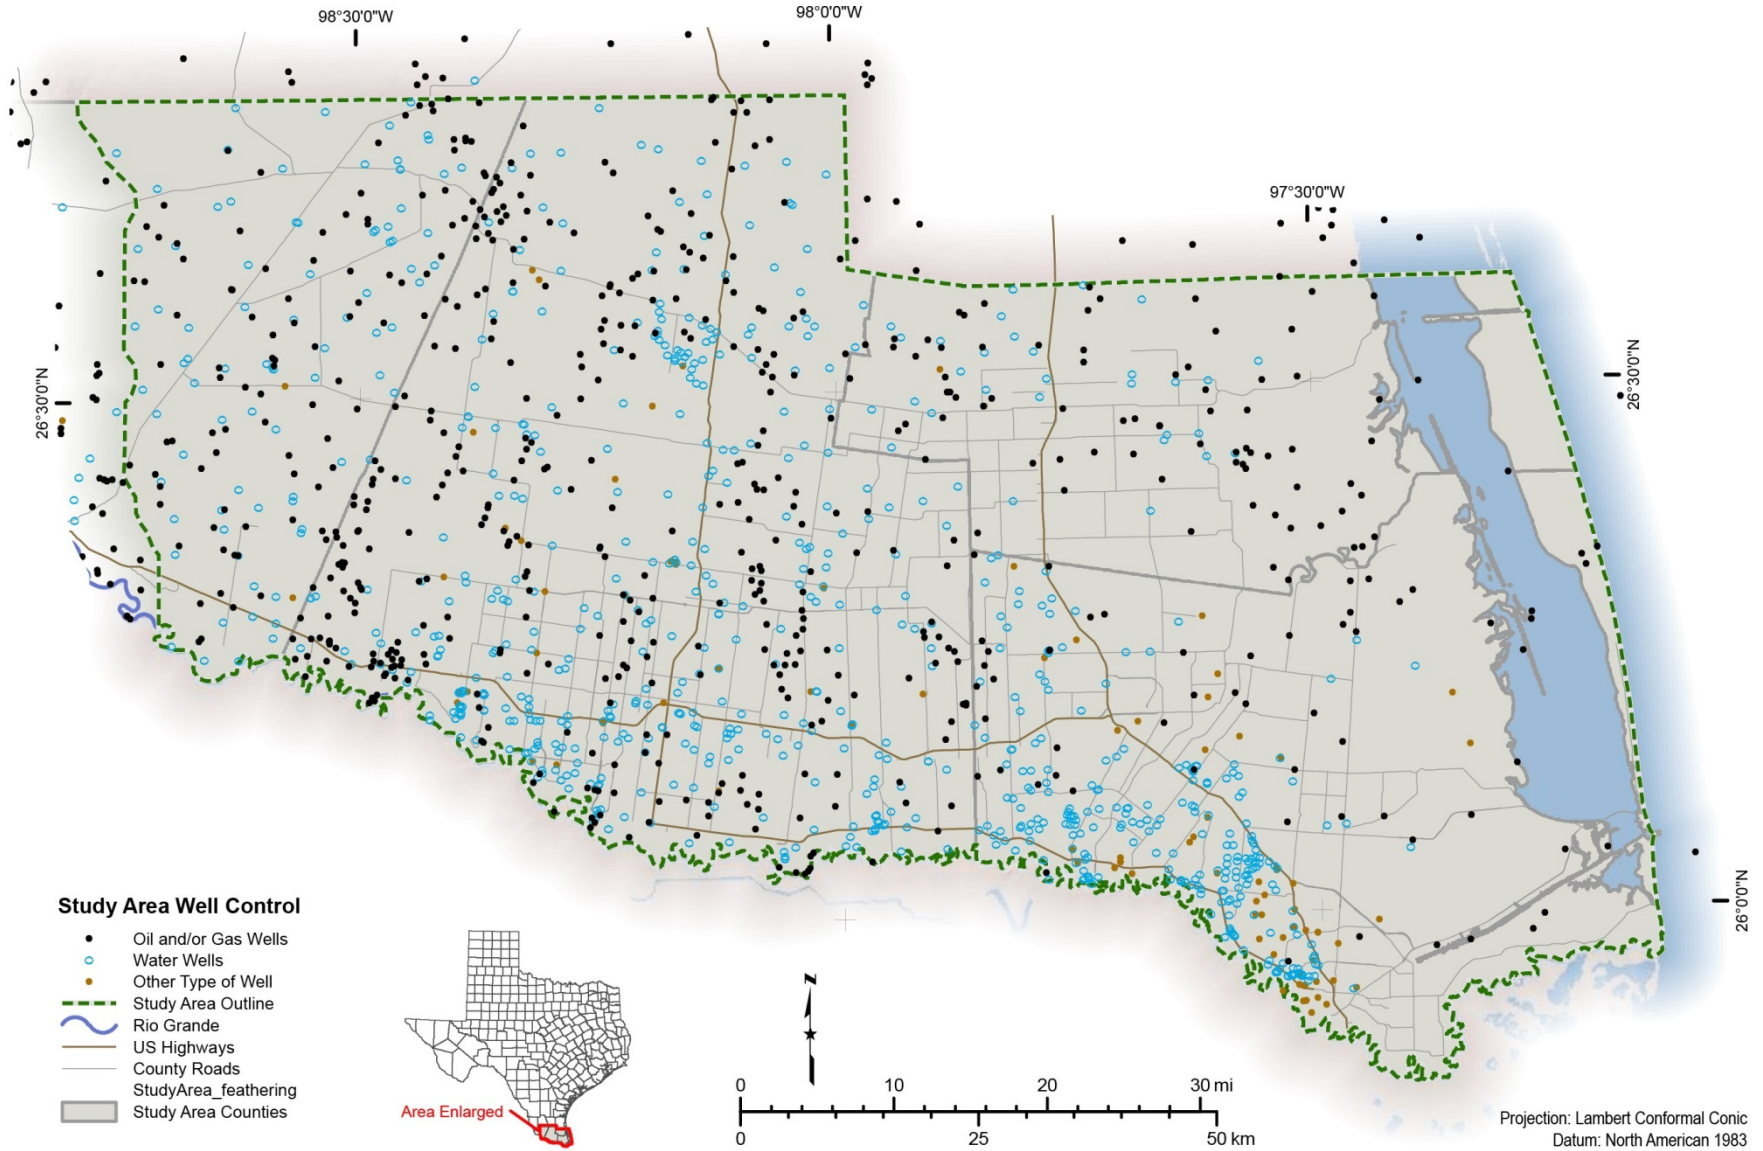 98°30'0"W
98°0'0"W
97°30'0"W
26°30'0"N
26°30'0"N
26°0'0"N
Study Area Well Control
Oil and/or Gas Wells
Water Wells
Other Type of Well
Study Area Outline
Rio Grande
US Highways
County Roads
StudyArea_feathering
Study Area Counties
Area Enlarged
N
0 10 20 30 mi
0 25 50 km
Projection: Lambert Conformal Conic
Datum: North American 1983